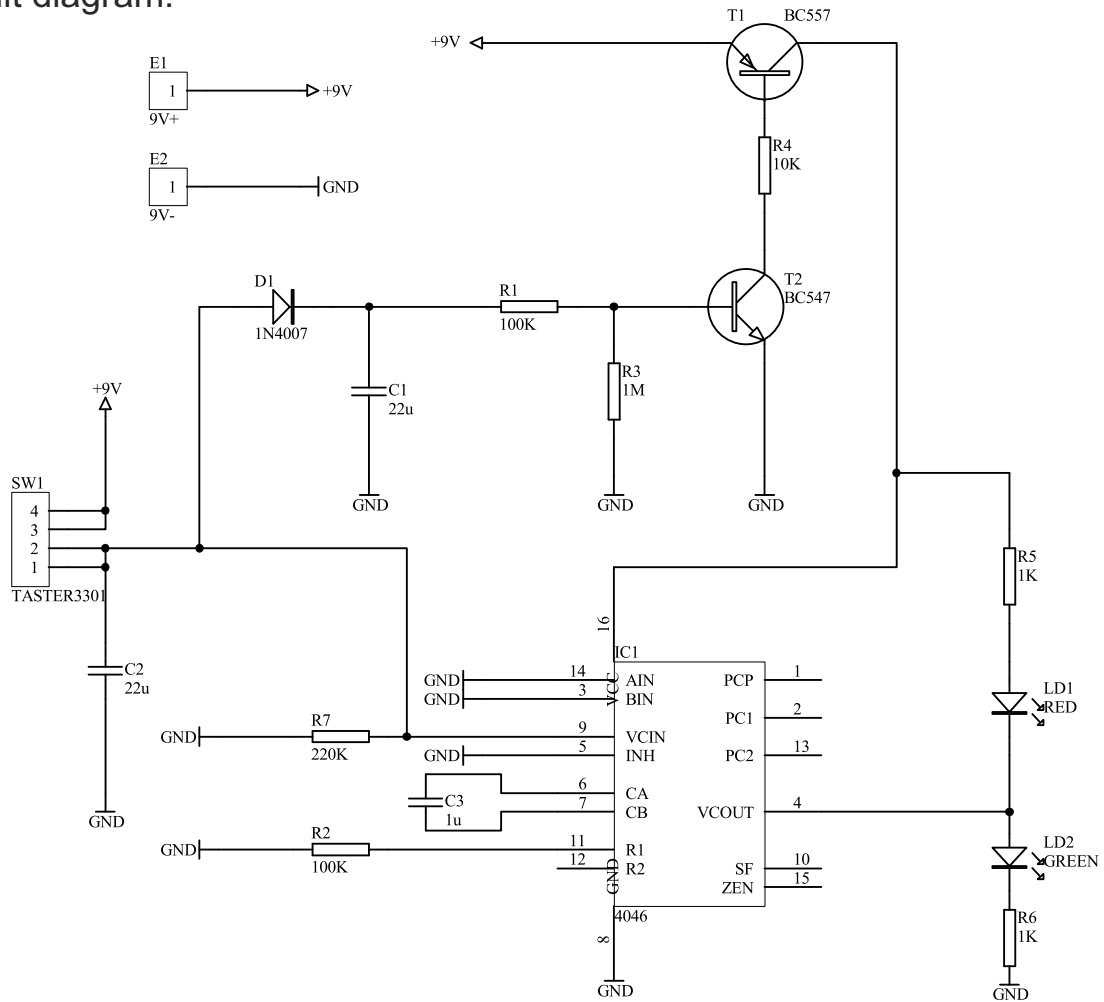 uit diagram:
T1 BC557
+9V
E1
1
+9V
9V+
R4
10K
E2
1
GND
9V-
D1
1N4007
R1
100K
T2
BC547
R3
1M
C1
22u
+9V
GND
GND
GND
SW1
4
3
2
1
TASTER3301
R5
1K
16
IC1
C2
22u
GND
14
AIN
VCC
PCP
1
GND
3
BIN
LD1
RED
PC1
2
GND
R7
220K
9
VCIN
GND
5
INH
PC2
13
C3
1u
6
CA
7
CB
VCOUT
4
GND
GND
R2
100K
11
R1
12
R2
GND
LD2
GREEN
SF
10
ZEN
15
4046
8
R6
1K
GND
GND